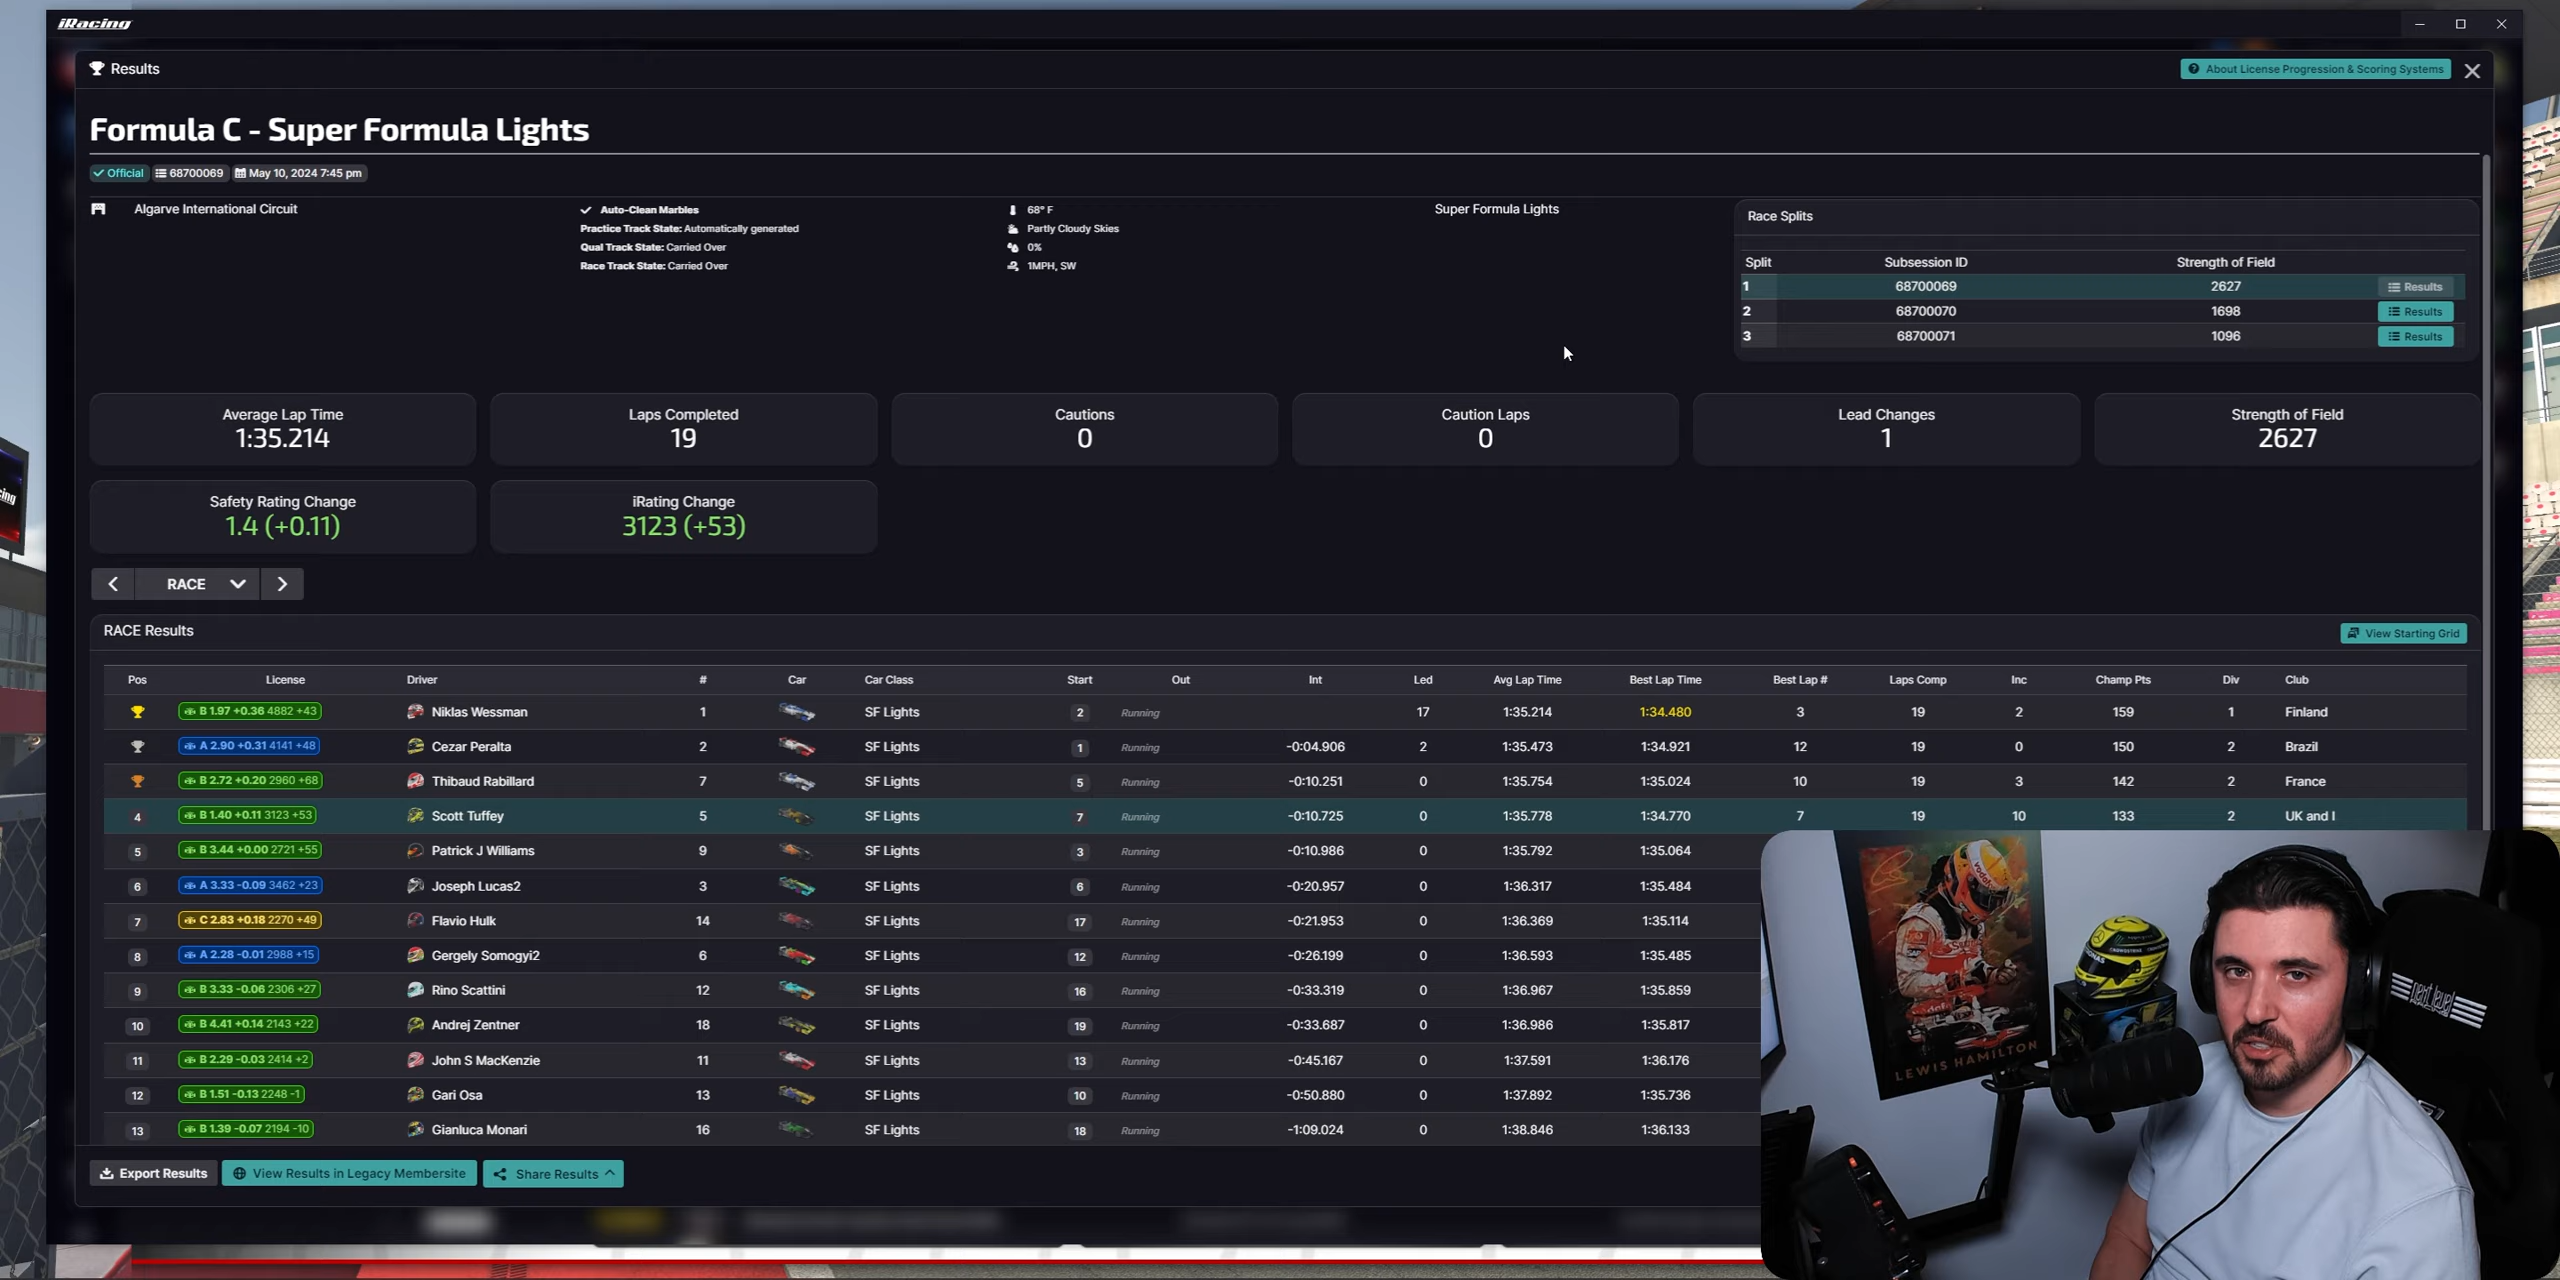 iRacing
Results
About License Progression & Scoring Systems
Formula C - Super Formula Lights
Official 68700069 May 10, 2024 7:45 pm
Algarve International Circuit
Auto-Clean Marbles
Practice Track State: Automatically generated
Qual Track State: Carried Over
Race Track State: Carried Over
68° F
Partly Cloudy Skies
0%
1MPH, SW
Super Formula Lights
Race Splits
Split Subsession ID Strength of Field
1 68700069 2627 Results
2 68700070 1698 Results
3 68700071 1096 Results
Average Lap Time
1:35.214
Laps Completed
19
Cautions
0
Caution Laps
0
Lead Changes
1
Strength of Field
2627
Safety Rating Change
1.4 (+0.11)
iRating Change
3123 (+53)
RACE
RACE Results
View Starting Grid
Pos License Driver # Car Car Class Start Out Int Led Avg Lap Time Best Lap Time Best Lap # Laps Comp Inc Champ Pts Div Club
B 1.97 +0.36 4882 +43 Niklas Wessman 1 SF Lights 2 Running 17 1:35.214 1:34.480 3 19 2 159 1 Finland
A 2.90 +0.31 4141 +48 Cezar Peralta 2 SF Lights 1 Running -0:04.906 2 1:35.473 1:34.921 12 19 0 150 2 Brazil
B 2.72 +0.20 2960 +68 Thibaud Rabillard 7 SF Lights 5 Running -0:10.251 0 1:35.754 1:35.024 10 19 3 142 2 France
4 B 1.40 +0.11 3123 +53 Scott Tuffey 5 SF Lights 7 Running -0:10.725 0 1:35.778 1:34.770 7 19 10 133 2 UK and I
5 B 3.44 +0.00 2721 +55 Patrick J Williams 9 SF Lights 3 Running -0:10.986 0 1:35.792 1:35.064
6 A 3.33 -0.09 3462 +23 Joseph Lucas2 3 SF Lights 6 Running -0:20.957 0 1:36.317 1:35.484
7 C 2.83 +0.18 2270 +49 Flavio Hulk 14 SF Lights 17 Running -0:21.953 0 1:36.369 1:35.114
8 A 2.28 -0.01 2988 +15 Gergely Somogyi2 6 SF Lights 12 Running -0:26.199 0 1:36.593 1:35.485
9 B 3.33 -0.06 2306 +27 Rino Scattini 12 SF Lights 16 Running -0:33.319 0 1:36.967 1:35.859
10 B 4.41 +0.14 2143 +22 Andrej Zentner 18 SF Lights 19 Running -0:33.687 0 1:36.986 1:35.817
11 B 2.29 -0.03 2414 +2 John S MacKenzie 11 SF Lights 13 Running -0:45.167 0 1:37.591 1:36.176
12 B 1.51 -0.13 2248 -1 Gari Osa 13 SF Lights 10 Running -0:50.880 0 1:37.892 1:35.736
13 B 1.39 -0.07 2194 -10 Gianluca Monari 16 SF Lights 18 Running -1:09.024 0 1:38.846 1:36.133
Export Results
View Results in Legacy Membersite
Share Results
LEWIS HAMILTON